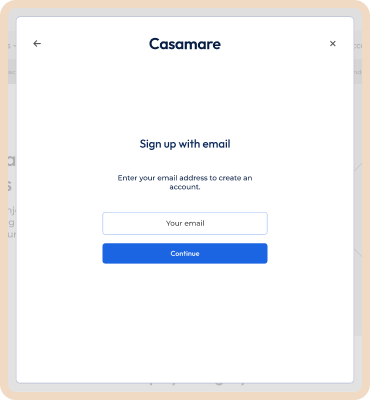 Casamare
Sign up with email
Enter your email address to create an
account.
Your email
Continue